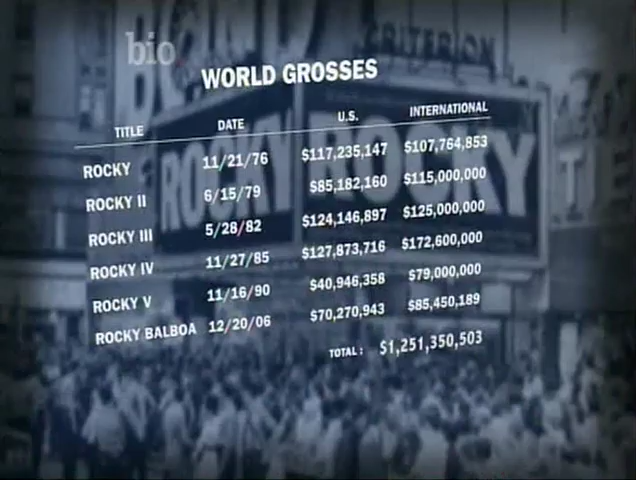 bio.
CRITERION
WORLD GROSSES
TITLE DATE U.S. INTERNATIONAL
ROCKY 11/21/76 $117,235,147 $107,764,853
ROCKY II 6/15/79 $85,182,160 $115,000,000
ROCKY III 5/28/82 $124,146,897 $125,000,000
ROCKY IV 11/27/85 $127,873,716 $172,600,000
ROCKY V 11/16/90 $40,946,358 $79,000,000
ROCKY BALBOA 12/20/06 $70,270,943 $85,450,189
TOTAL: $1,251,350,503
ROCKY ROCKY